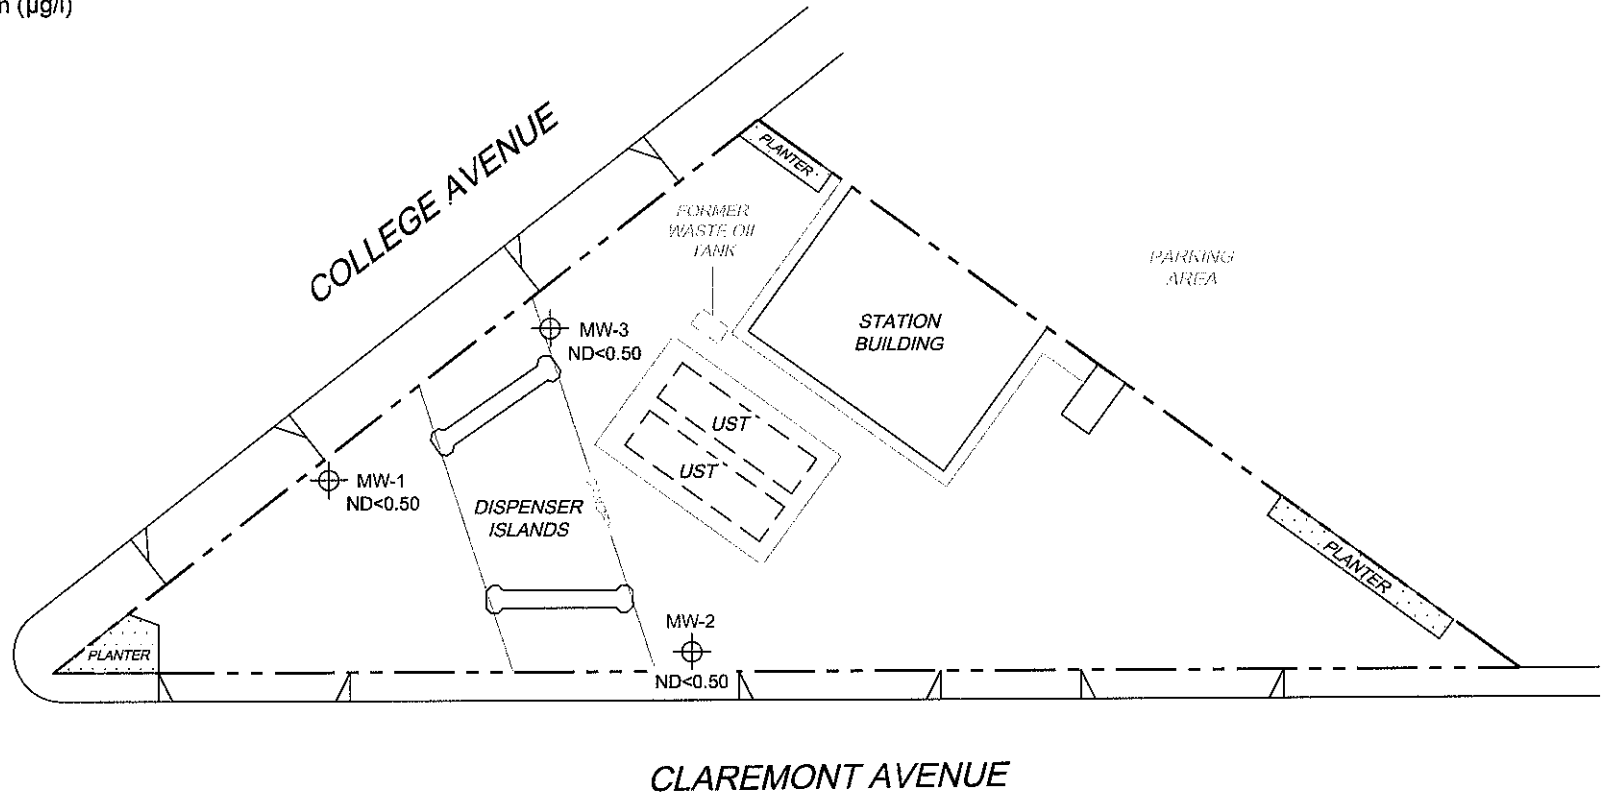 (µg/l)
COLLEGE AVENUE
PLANTER
FORMER
WASTE OIL
TANK
PARKING
AREA
STATION
BUILDING
MW-3
ND<0.50
UST
UST
MW-1
ND<0.50
DISPENSER
ISLANDS
PLANTER
MW-2
ND<0.50
PLANTER
CLAREMONT AVENUE